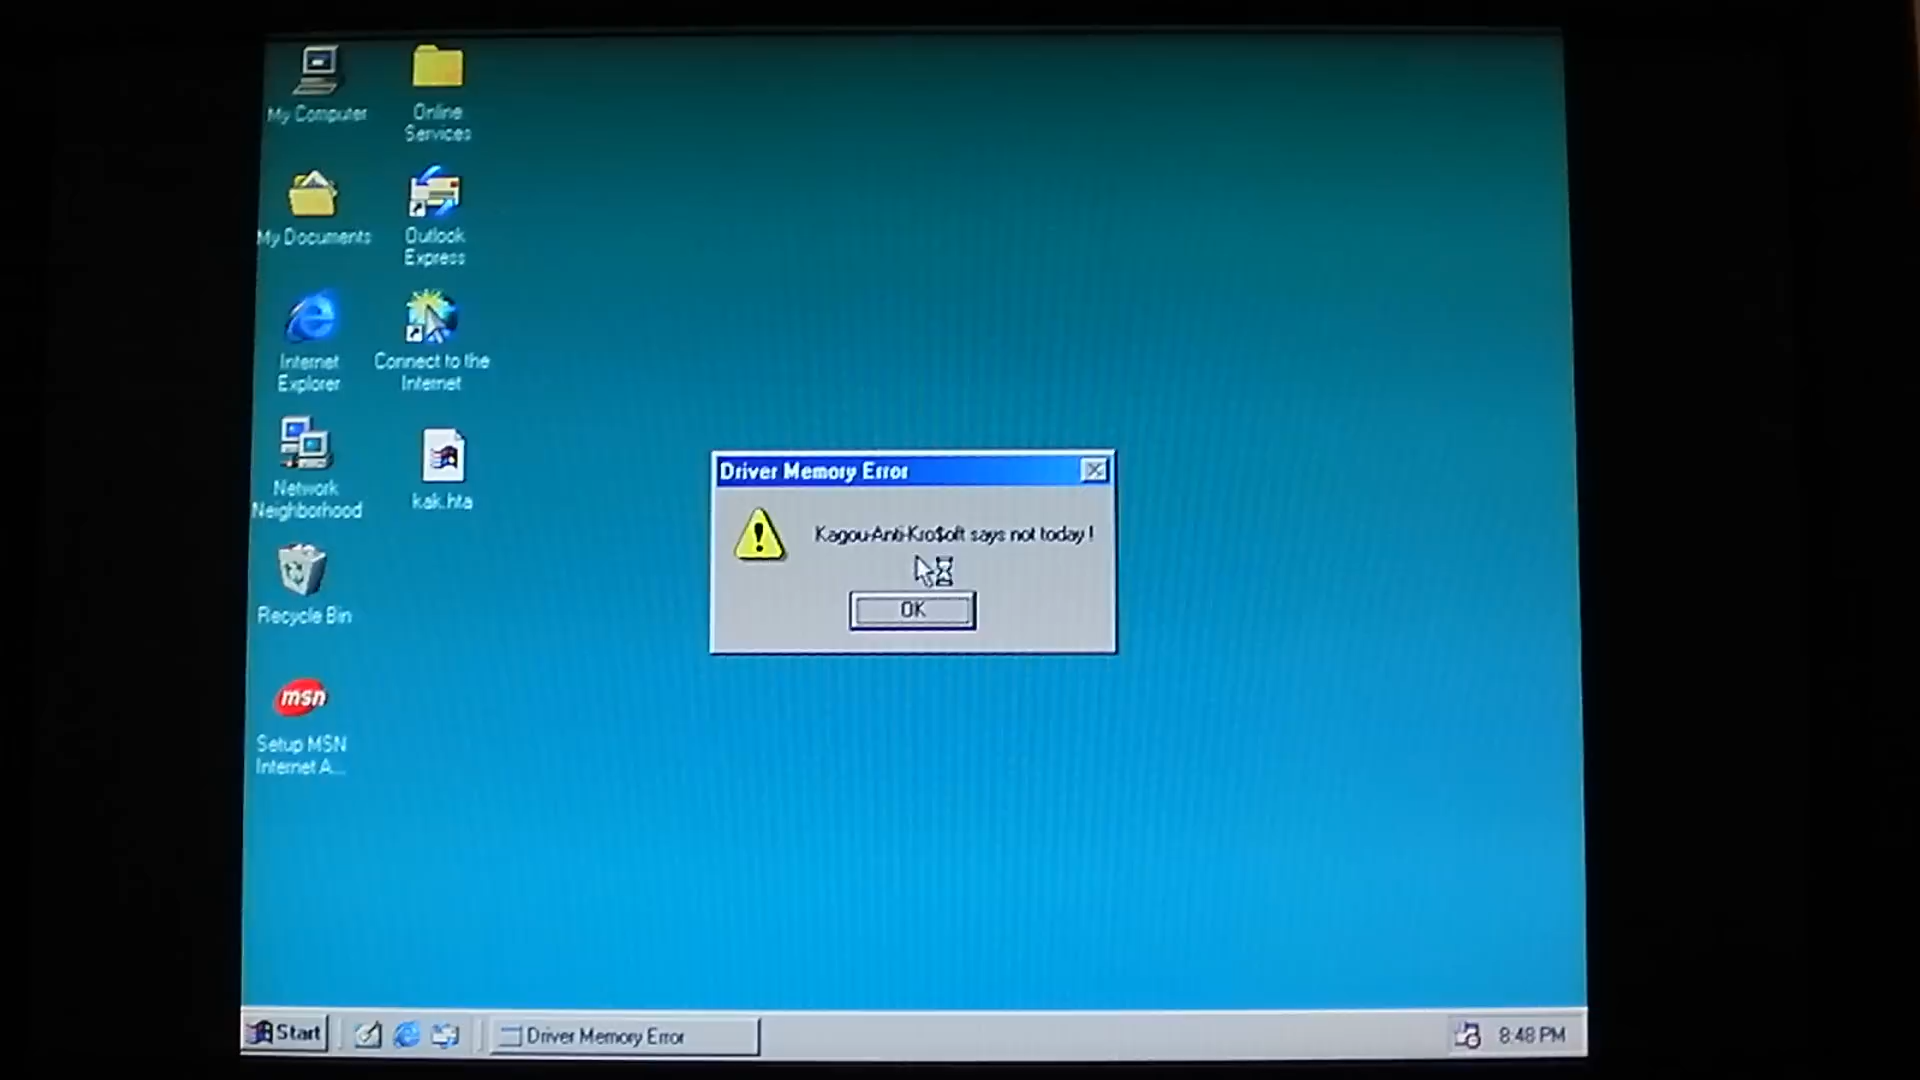 My Computer
Online
Services
My Documents
Outlook
Express
Internet
Explorer
Connect to the
Internet
Network
Neighborhood
kak.hta
Recycle Bin
msn
Setup MSN
Internet A...
Driver Memory Error
Kagou-Anti-Kro$oft says not today !
OK
Start
Driver Memory Error
8:48 PM